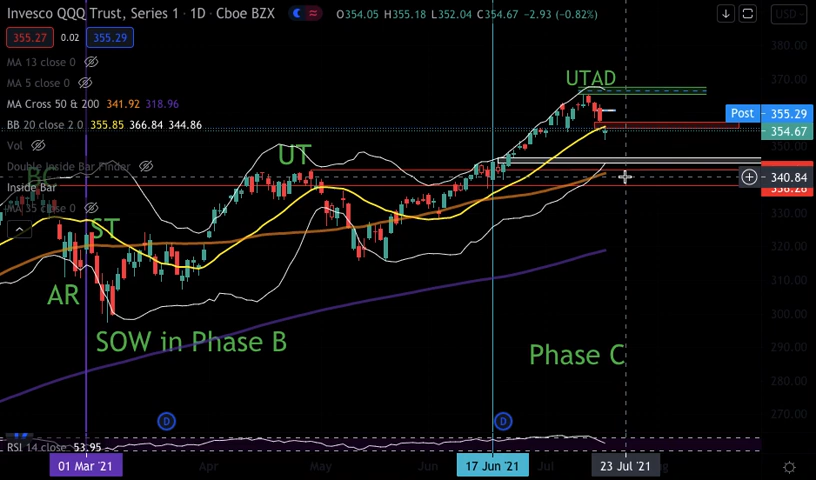 Invesco QQQ Trust, Series 1 · 1D · Cboe BZX
O354.05 H355.18 L352.04 C354.67 −2.93 (−0.82%)
USD
355.27 0.02 355.29
MA 13 close 0
MA 5 close 0
MA Cross 50 & 200 341.92 318.96
BB 20 close 2 0 355.85 366.84 344.86
Vol
Double Inside Bar Finder
Inside Bar
MA 35 close 0
BC
ST
AR
UT
UTAD
SOW in Phase B
Phase C
380.00
370.00
Post 355.29
354.67
350.00
340.84
330.00
320.00
310.00
300.00
290.00
280.00
270.00
D
D
RSI 14 close 53.95
01 Mar '21
Apr
May
Jun
17 Jun '21
Jul
23 Jul '21